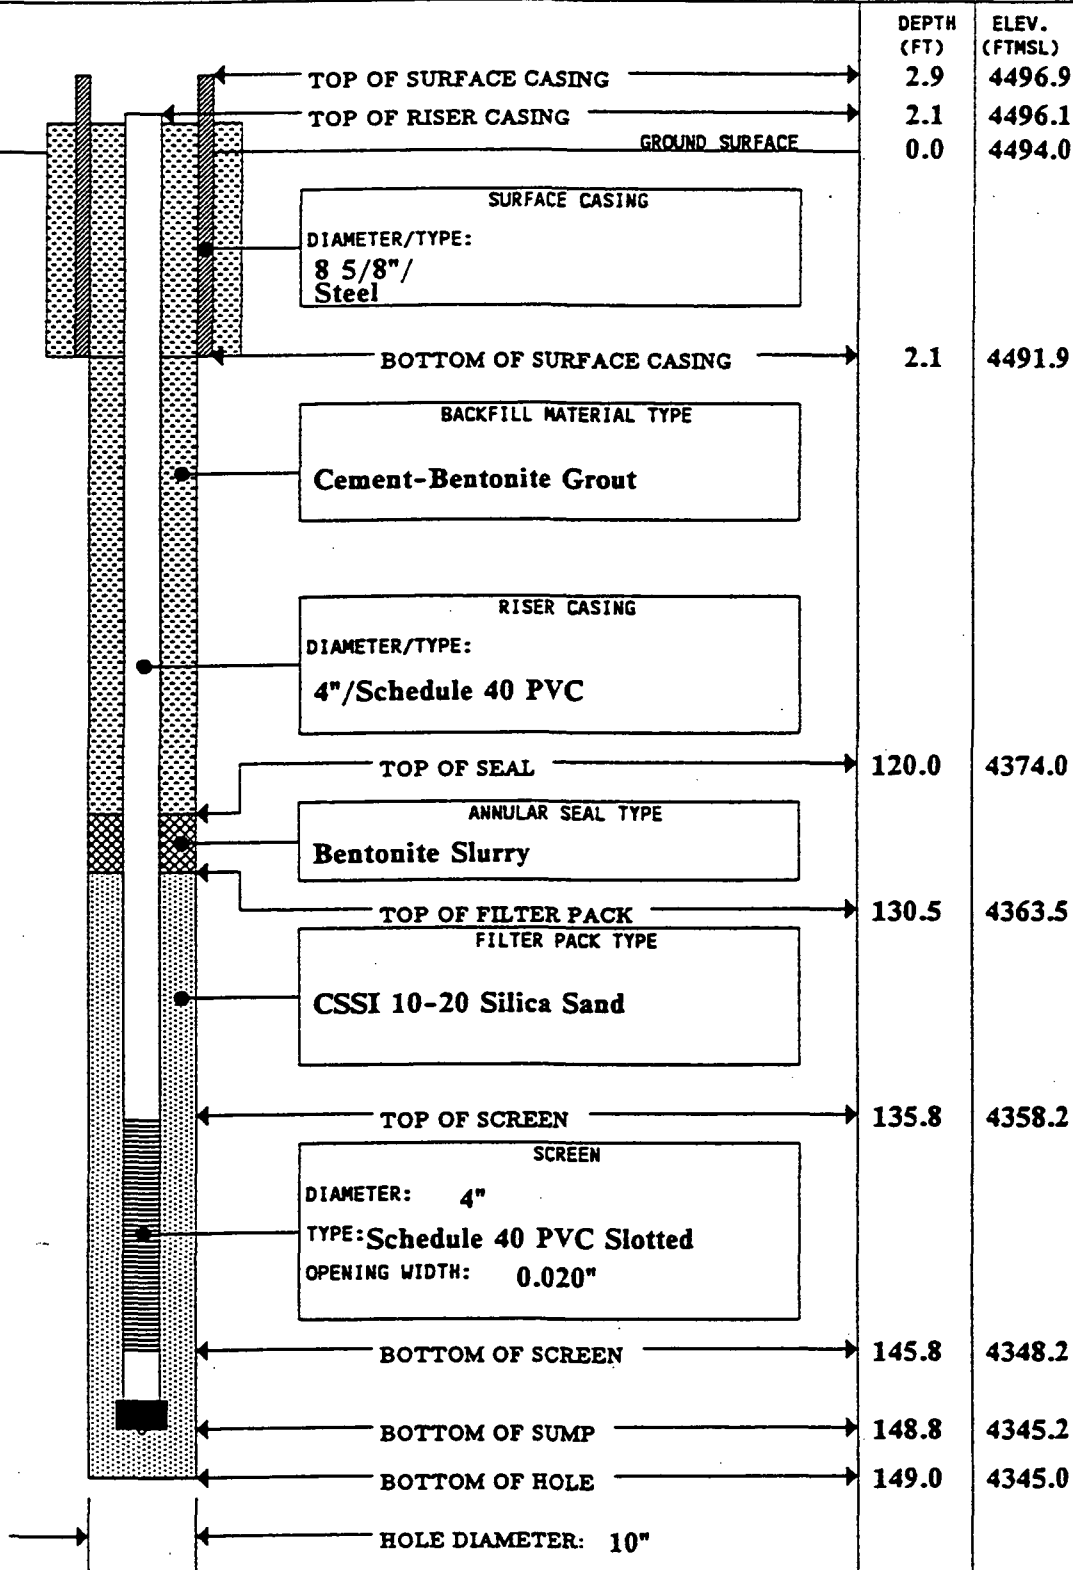 DEPTH ELEV.
(FT) (FTMSL)
TOP OF SURFACE CASING 2.9 4496.9
TOP OF RISER CASING 2.1 4496.1
GROUND SURFACE 0.0 4494.0
SURFACE CASING
DIAMETER/TYPE:
8 5/8"/
Steel
BOTTOM OF SURFACE CASING 2.1 4491.9
BACKFILL MATERIAL TYPE
Cement-Bentonite Grout
RISER CASING
DIAMETER/TYPE:
4"/Schedule 40 PVC
TOP OF SEAL 120.0 4374.0
ANNULAR SEAL TYPE
Bentonite Slurry
TOP OF FILTER PACK 130.5 4363.5
FILTER PACK TYPE
CSSI 10-20 Silica Sand
TOP OF SCREEN 135.8 4358.2
SCREEN
DIAMETER: 4"
TYPE: Schedule 40 PVC Slotted
OPENING WIDTH: 0.020"
BOTTOM OF SCREEN 145.8 4348.2
BOTTOM OF SUMP 148.8 4345.2
BOTTOM OF HOLE 149.0 4345.0
HOLE DIAMETER: 10"